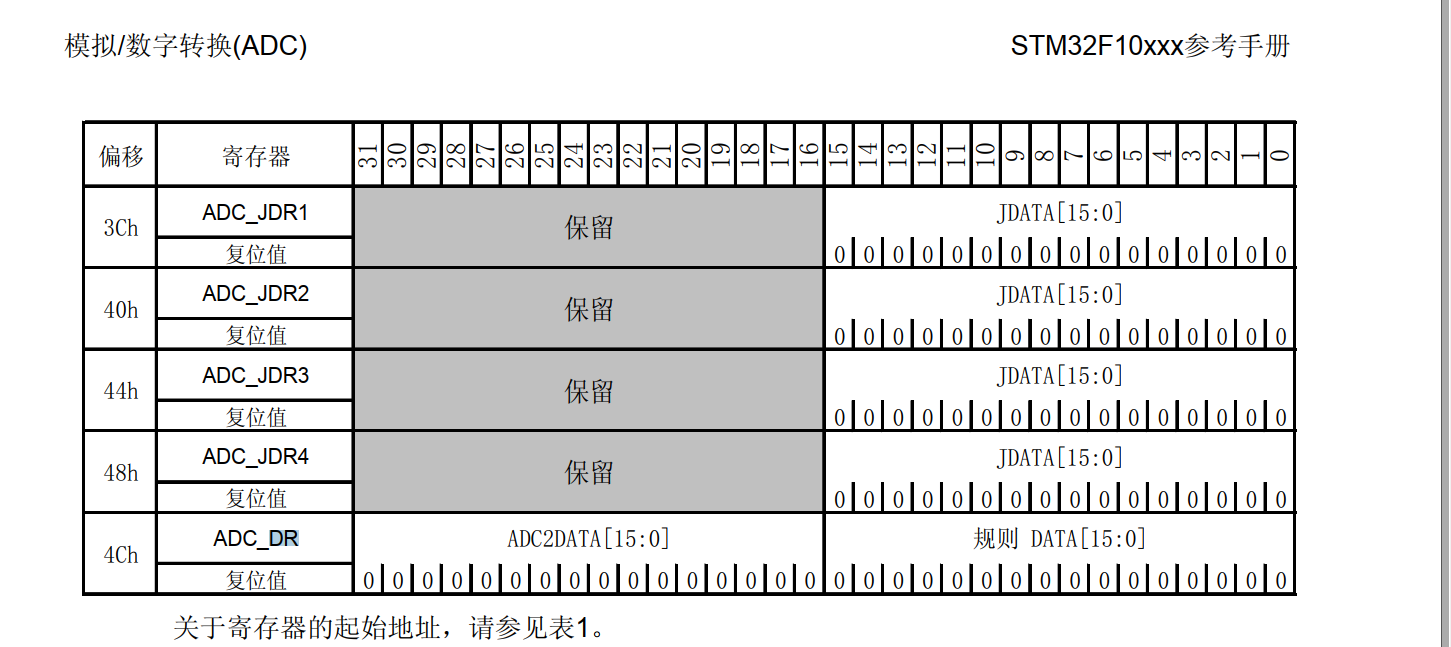 模拟/数字转换(ADC) STM32F10xxx参考手册
偏移 寄存器 31 30 29 28 27 26 25 24 23 22 21 20 19 18 17 16 15 14 13 12 11 10 9 8 7 6 5 4 3 2 1 0
3Ch ADC_JDR1 保留 JDATA[15:0]
复位值 0 0 0 0 0 0 0 0 0 0 0 0 0 0 0 0
40h ADC_JDR2 保留 JDATA[15:0]
复位值 0 0 0 0 0 0 0 0 0 0 0 0 0 0 0 0
44h ADC_JDR3 保留 JDATA[15:0]
复位值 0 0 0 0 0 0 0 0 0 0 0 0 0 0 0 0
48h ADC_JDR4 保留 JDATA[15:0]
复位值 0 0 0 0 0 0 0 0 0 0 0 0 0 0 0 0
4Ch ADC_DR ADC2DATA[15:0] 规则 DATA[15:0]
复位值 0 0 0 0 0 0 0 0 0 0 0 0 0 0 0 0 0 0 0 0 0 0 0 0 0 0 0 0 0 0 0 0
关于寄存器的起始地址，请参见表1。